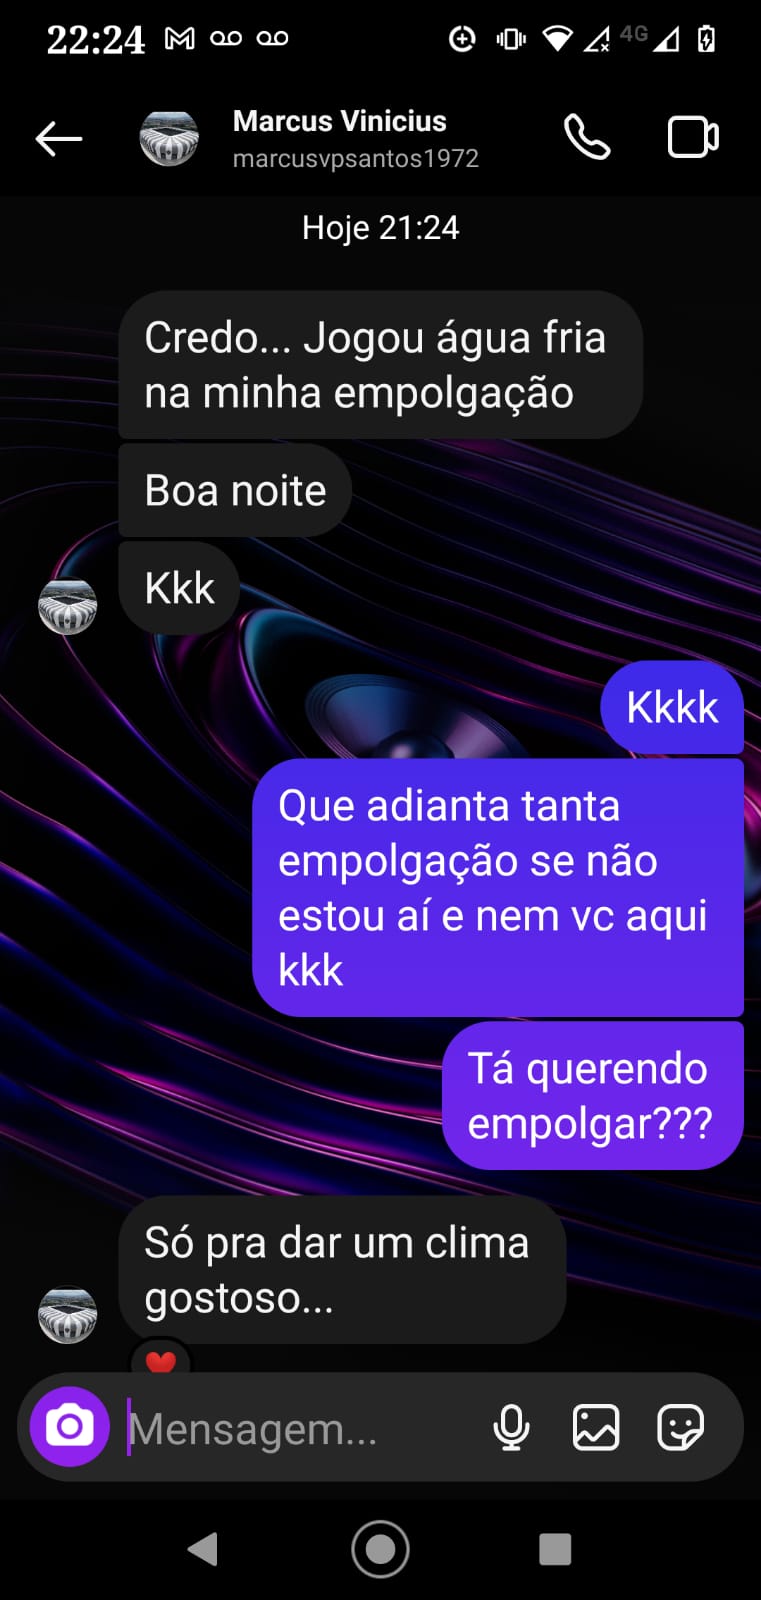 22:24
4G
Marcus Vinicius
marcusvpsantos1972
Hoje 21:24
Credo... Jogou água fria
na minha empolgação
Boa noite
Kkk
Kkkk
Que adianta tanta
empolgação se não
estou aí e nem vc aqui
kkk
Tá querendo
empolgar???
Só pra dar um clima
gostoso...
Mensagem...